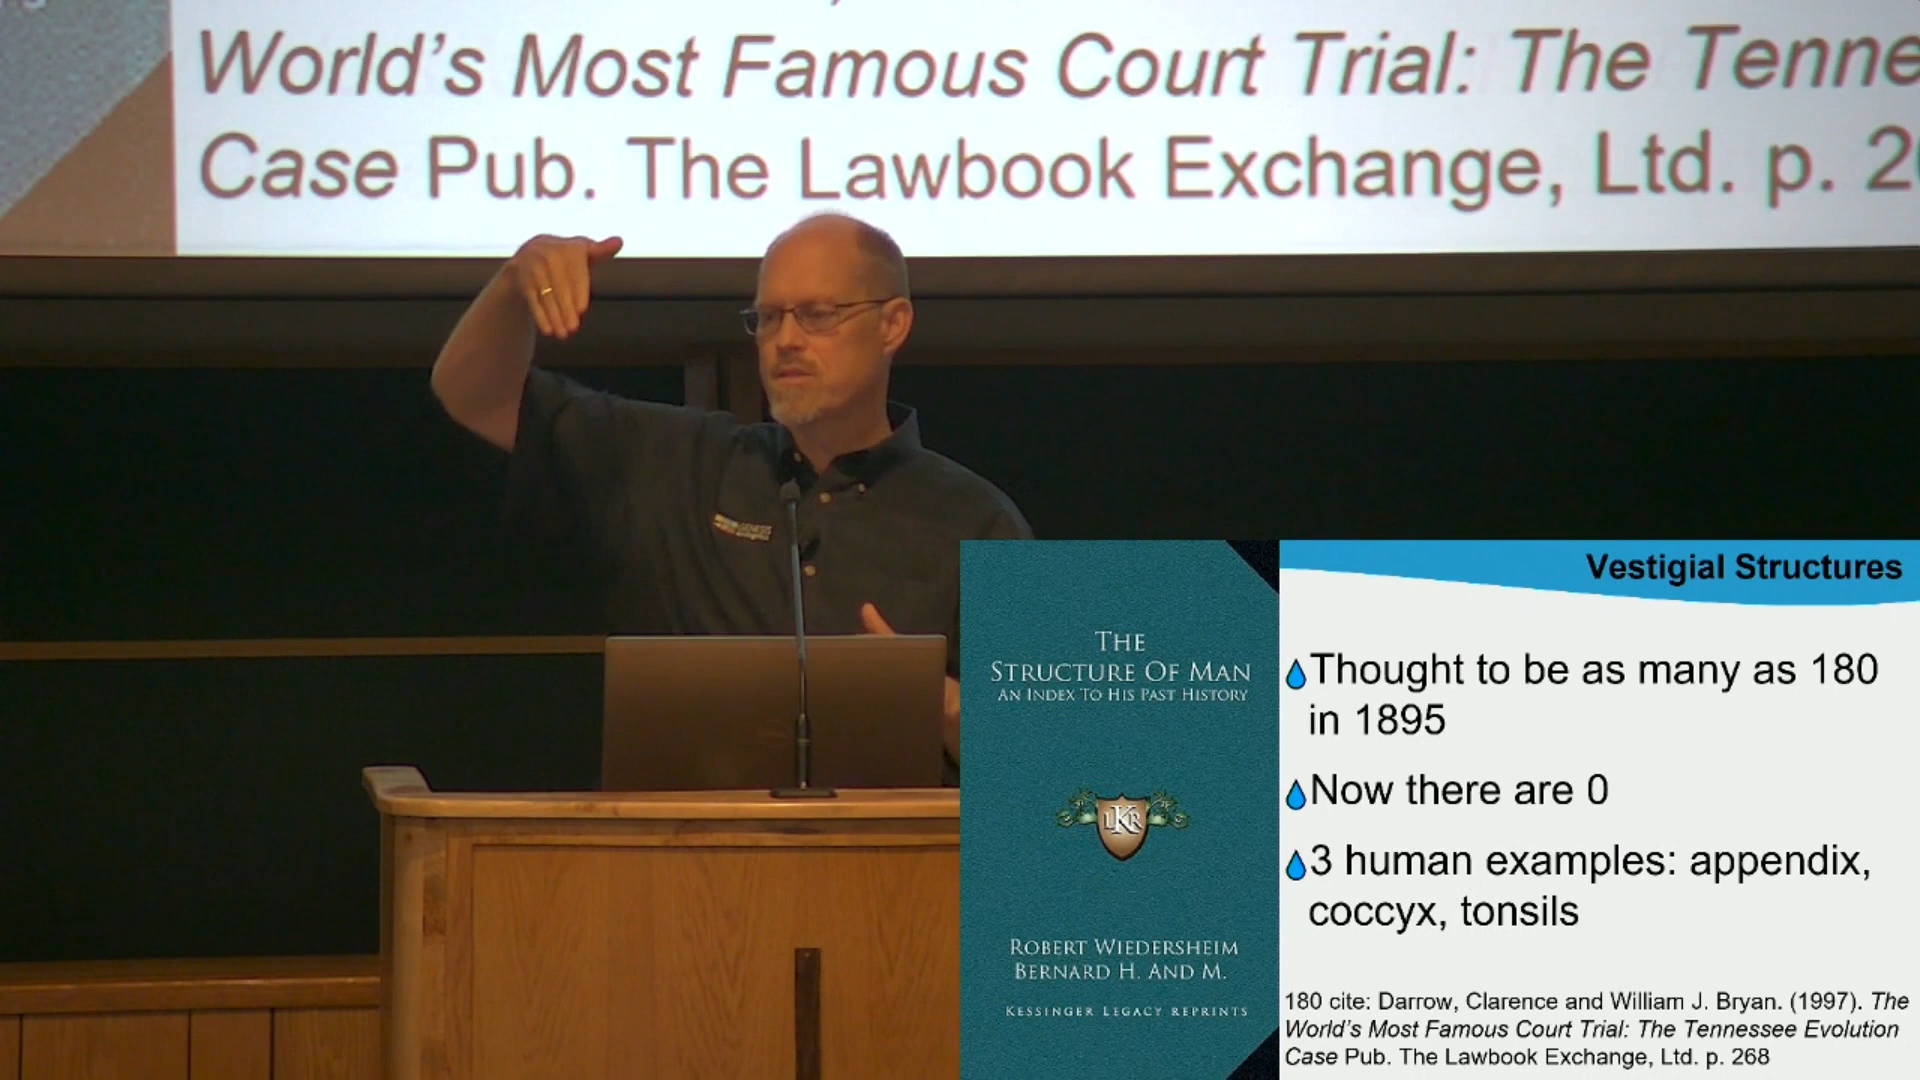 World's Most Famous Court Trial: The Tenne
Case Pub. The Lawbook Exchange, Ltd. p. 2
GENESIS
THE
STRUCTURE OF MAN
AN INDEX TO HIS PAST HISTORY
LKR
ROBERT WIEDERSHEIM
BERNARD H. AND M.
KESSINGER LEGACY REPRINTS
Vestigial Structures
Thought to be as many as 180
in 1895
Now there are 0
3 human examples: appendix,
coccyx, tonsils
180 cite: Darrow, Clarence and William J. Bryan. (1997). The
World's Most Famous Court Trial: The Tennessee Evolution
Case Pub. The Lawbook Exchange, Ltd. p. 268